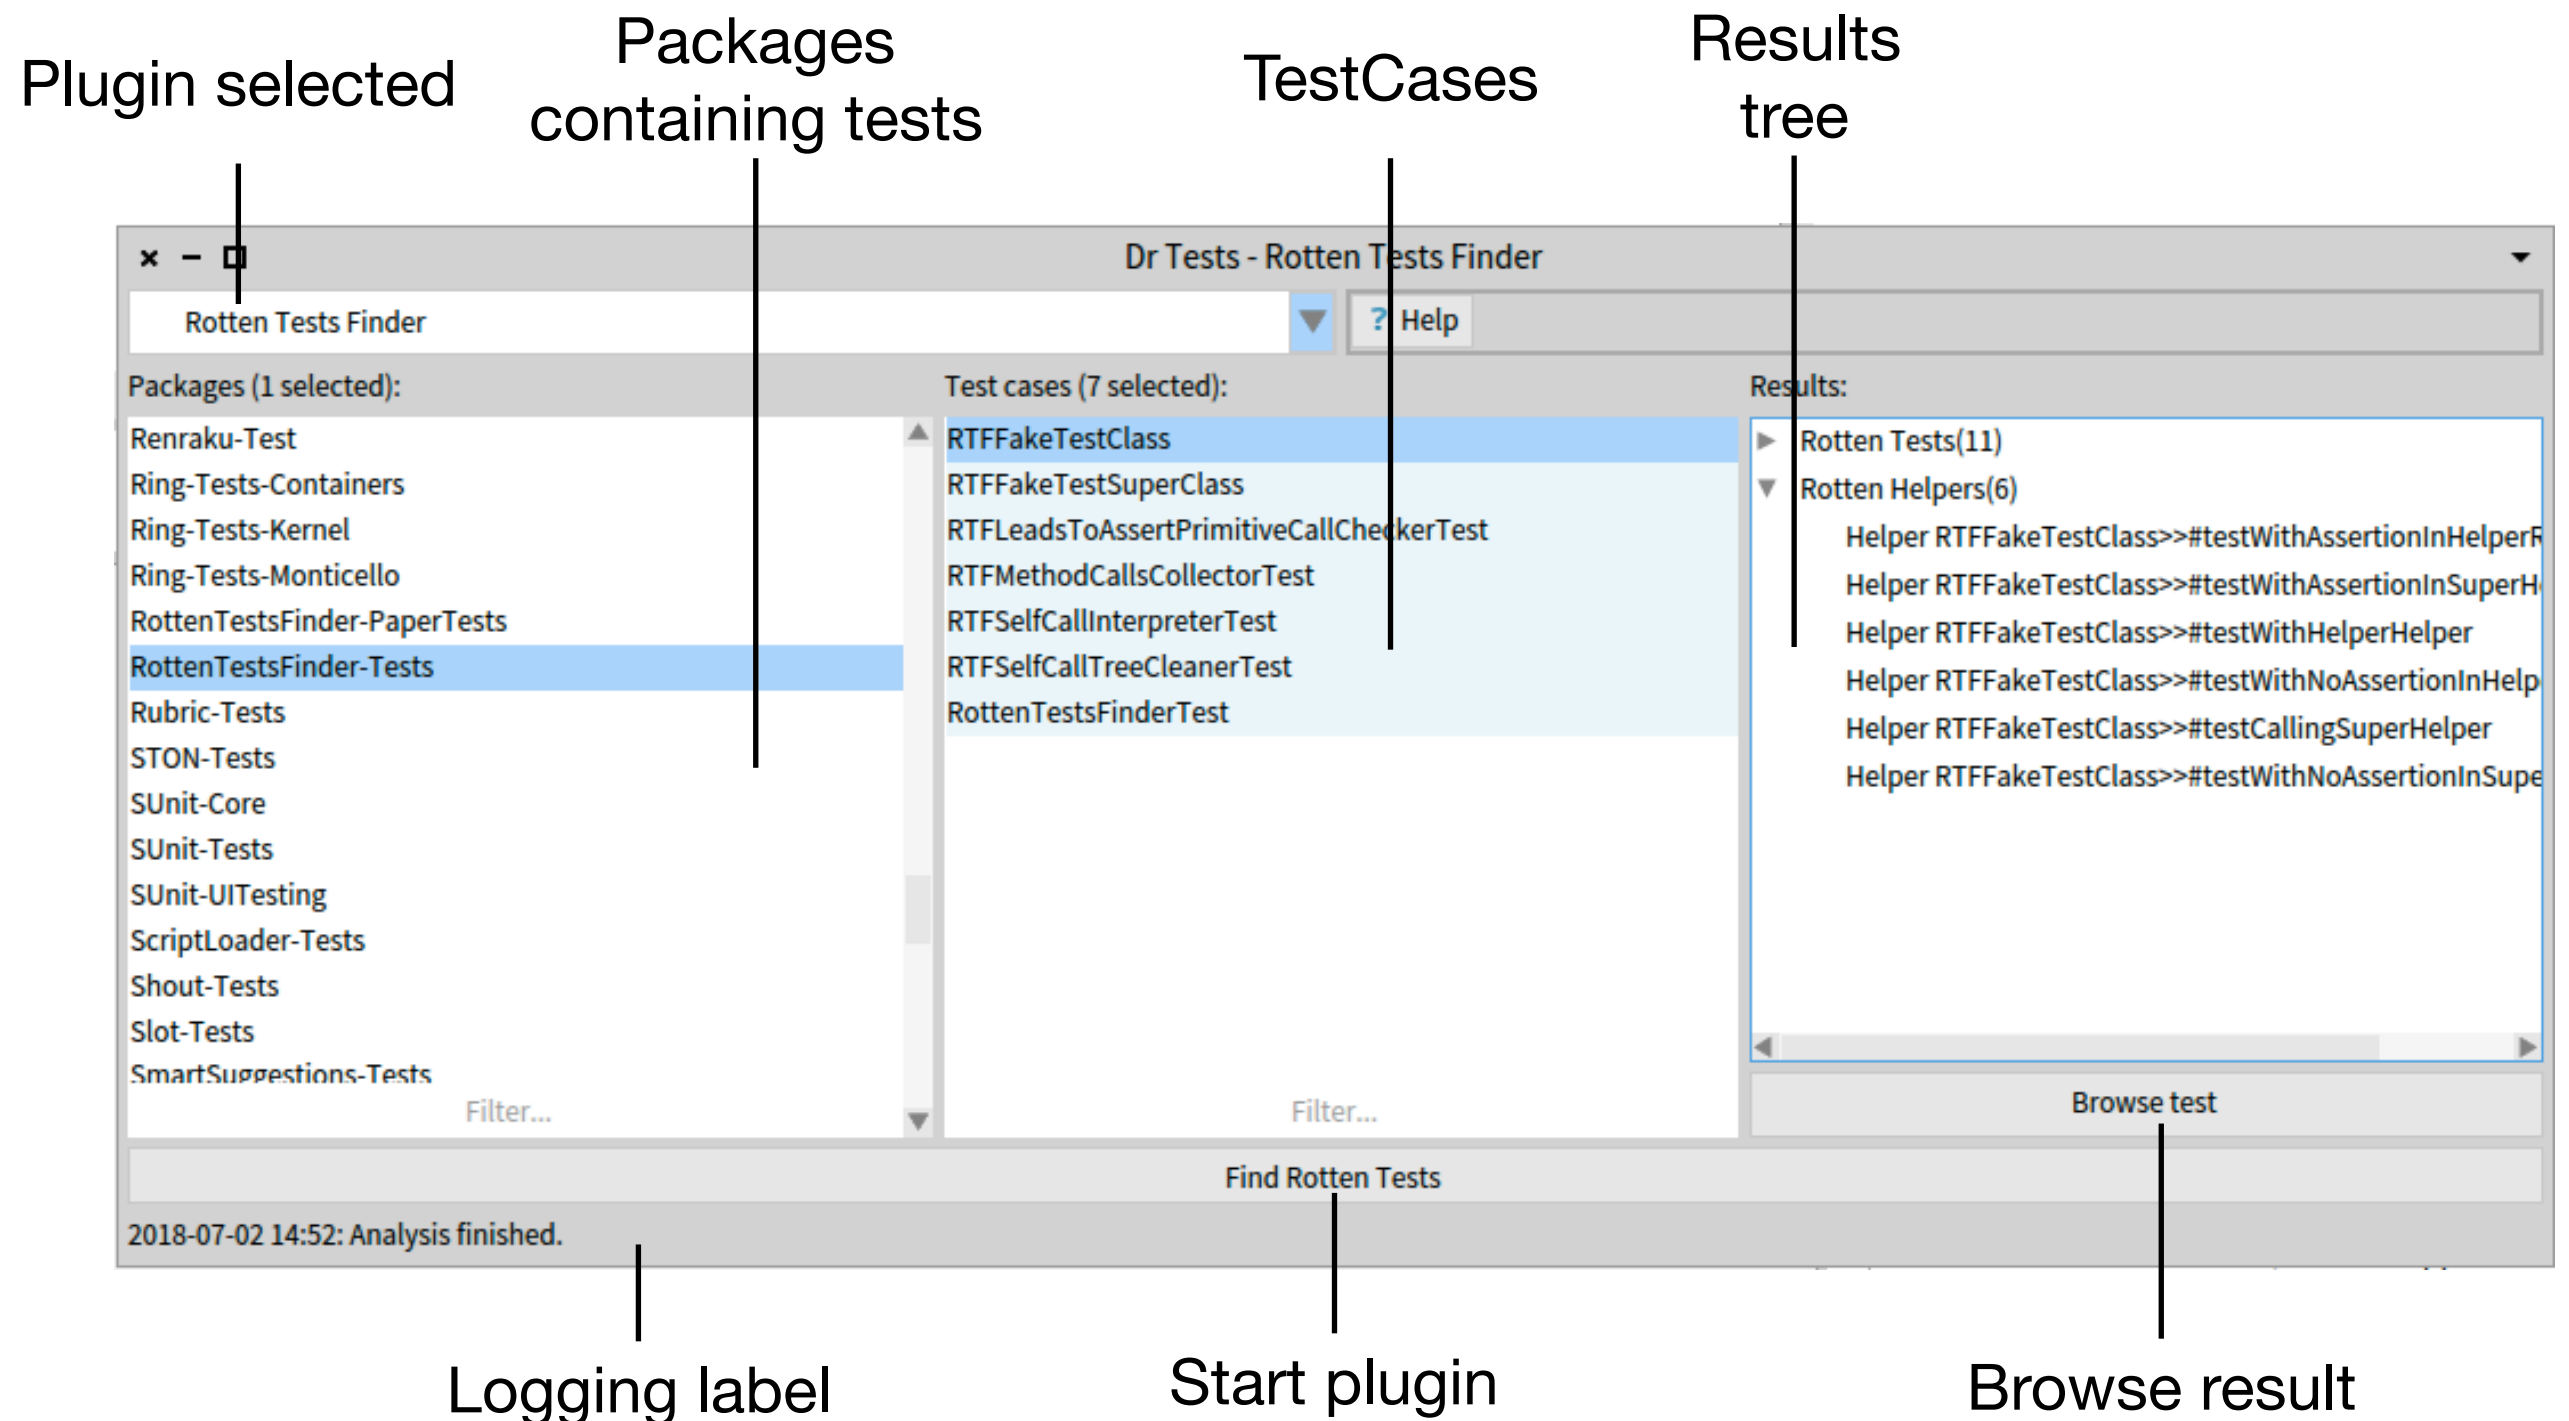 Plugin selected
Packages
containing tests
TestCases
Results
tree
Dr Tests - Rotten Tests Finder
Rotten Tests Finder
? Help
Packages (1 selected):
Renraku-Test
Ring-Tests-Containers
Ring-Tests-Kernel
Ring-Tests-Monticello
RottenTestsFinder-PaperTests
RottenTestsFinder-Tests
Rubric-Tests
STON-Tests
SUnit-Core
SUnit-Tests
SUnit-UITesting
ScriptLoader-Tests
Shout-Tests
Slot-Tests
SmartSuggestions-Tests
Filter...
Test cases (7 selected):
RTFFakeTestClass
RTFFakeTestSuperClass
RTFLeadsToAssertPrimitiveCallCheckerTest
RTFMethodCallsCollectorTest
RTFSelfCallInterpreterTest
RTFSelfCallTreeCleanerTest
RottenTestsFinderTest
Filter...
Results:
Rotten Tests(11)
Rotten Helpers(6)
Helper RTFFakeTestClass>>#testWithAssertionInHelperR
Helper RTFFakeTestClass>>#testWithAssertionInSuperH
Helper RTFFakeTestClass>>#testWithHelperHelper
Helper RTFFakeTestClass>>#testWithNoAssertionInHelp
Helper RTFFakeTestClass>>#testCallingSuperHelper
Helper RTFFakeTestClass>>#testWithNoAssertionInSupe
Browse test
Find Rotten Tests
2018-07-02 14:52: Analysis finished.
Logging label
Start plugin
Browse result